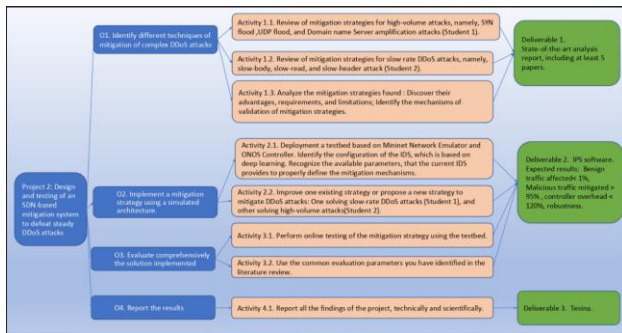 Project 2: Design
and testing of an
SDN-based
mitigation system
to defeat steady
DDoS attacks
O1. Identify different techniques of
mitigation of complex DDoS attacks
Activity 1.1. Review of mitigation strategies for high-volume attacks, namely, SYN
flood ,UDP flood, and Domain name Server amplification attacks (Student 1).
Activity 1.2. Review of mitigation strategies for slow rate DDoS attacks, namely,
slow-body, slow-read, and slow-header attack (Student 2).
Activity 1.3. Analyze the mitigation strategies found : Discover their
advantages, requirements, and limitations; Identify the mechanisms of
validation of mitigation strategies.
Deliverable 1.
State-of-the-art analysis
report, including at least 5
papers.
O2. Implement a mitigation
strategy using a simulated
architecture.
Activity 2.1. Deployment a testbed based on Mininet Network Emulator and
ONOS Controller. Identify the configuration of the IDS, which is based on
deep learning. Recognize the available parameters, that the current IDS
provides to properly define the mitigation mechanisms.
Activity 2.2. Improve one existing strategy or propose a new strategy to
mitigate DDoS attacks: One solving slow-rate DDoS attacks(Student 1), and
other solving high-volume attacks(Student 2).
O3. Evaluate comprehensively
the solution implemented
Activity 3.1. Perform online testing of the mitigation strategy using the testbed.
Activity 3.2. Use the common evaluation parameters you have identified in the
literature review.
Deliverable 2. IPS software.
Expected results: Benign
traffic affected< 1%,
Malicious traffic mitigated ≥
95% , controller overhead <
120%, robustness.
O4. Report the results
Activity 4.1. Report all the findings of the project, technically and scientifically.
Deliverable 3. Tesina.